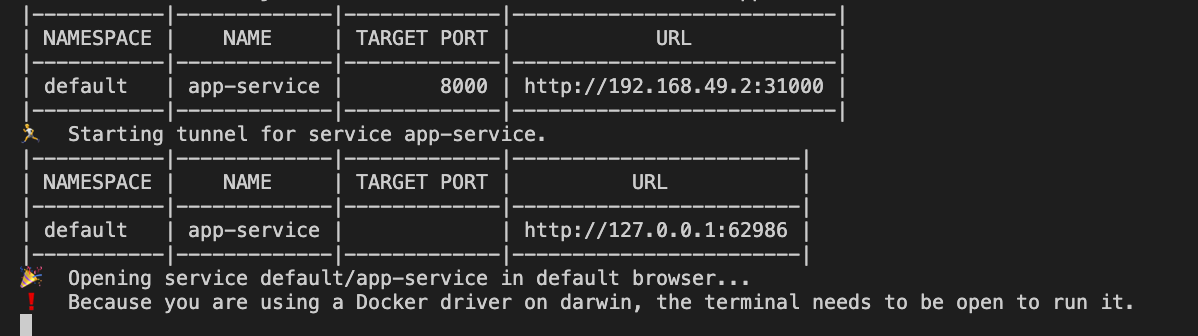 |-----------|-------------|-------------|---------------------------|
| NAMESPACE | NAME | TARGET PORT | URL |
|-----------|-------------|-------------|---------------------------|
| default | app-service | 8000 | http://192.168.49.2:31000 |
|-----------|-------------|-------------|---------------------------|
🏃 Starting tunnel for service app-service.
|-----------|-------------|-------------|------------------------|
| NAMESPACE | NAME | TARGET PORT | URL |
|-----------|-------------|-------------|------------------------|
| default | app-service | | http://127.0.0.1:62986 |
|-----------|-------------|-------------|------------------------|
🎉 Opening service default/app-service in default browser...
❗ Because you are using a Docker driver on darwin, the terminal needs to be open to run it.